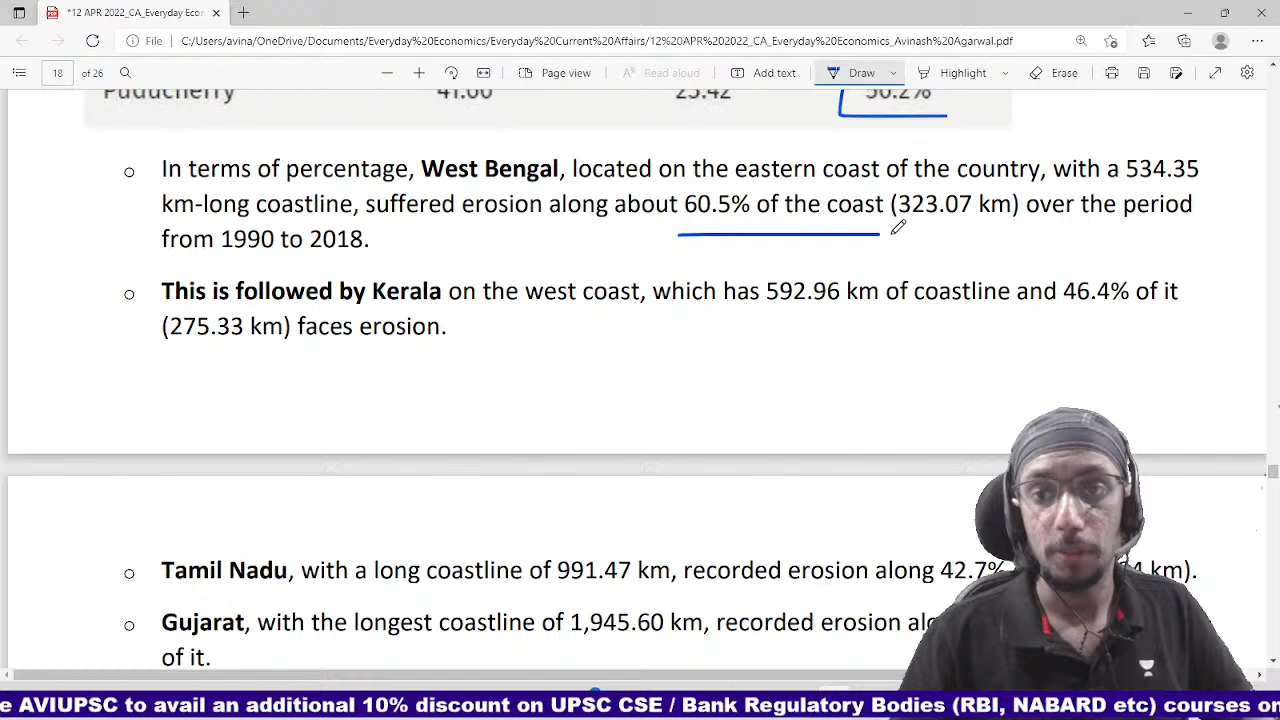 *12 APR 2022_CA_Everyday Econ
File C:/Users/avina/OneDrive/Documents/Everyday%20Economics/Everyday%20Current%20Affairs/12%20APR%202022_CA_Everyday%20Economics_Avinash%20Agarwal.pdf
18 of 26 Page view Read aloud Add text Draw Highlight Erase
Puducherry 41.66 23.42 56.2%
In terms of percentage, West Bengal, located on the eastern coast of the country, with a 534.35
km-long coastline, suffered erosion along about 60.5% of the coast (323.07 km) over the period
from 1990 to 2018.
This is followed by Kerala on the west coast, which has 592.96 km of coastline and 46.4% of it
(275.33 km) faces erosion.
Tamil Nadu, with a long coastline of 991.47 km, recorded erosion along 42.7% km).
Gujarat, with the longest coastline of 1,945.60 km, recorded erosion
of it.
e AVIUPSC to avail an additional 10% discount on UPSC CSE / Bank Regulatory Bodies (RBI, NABARD etc) courses on